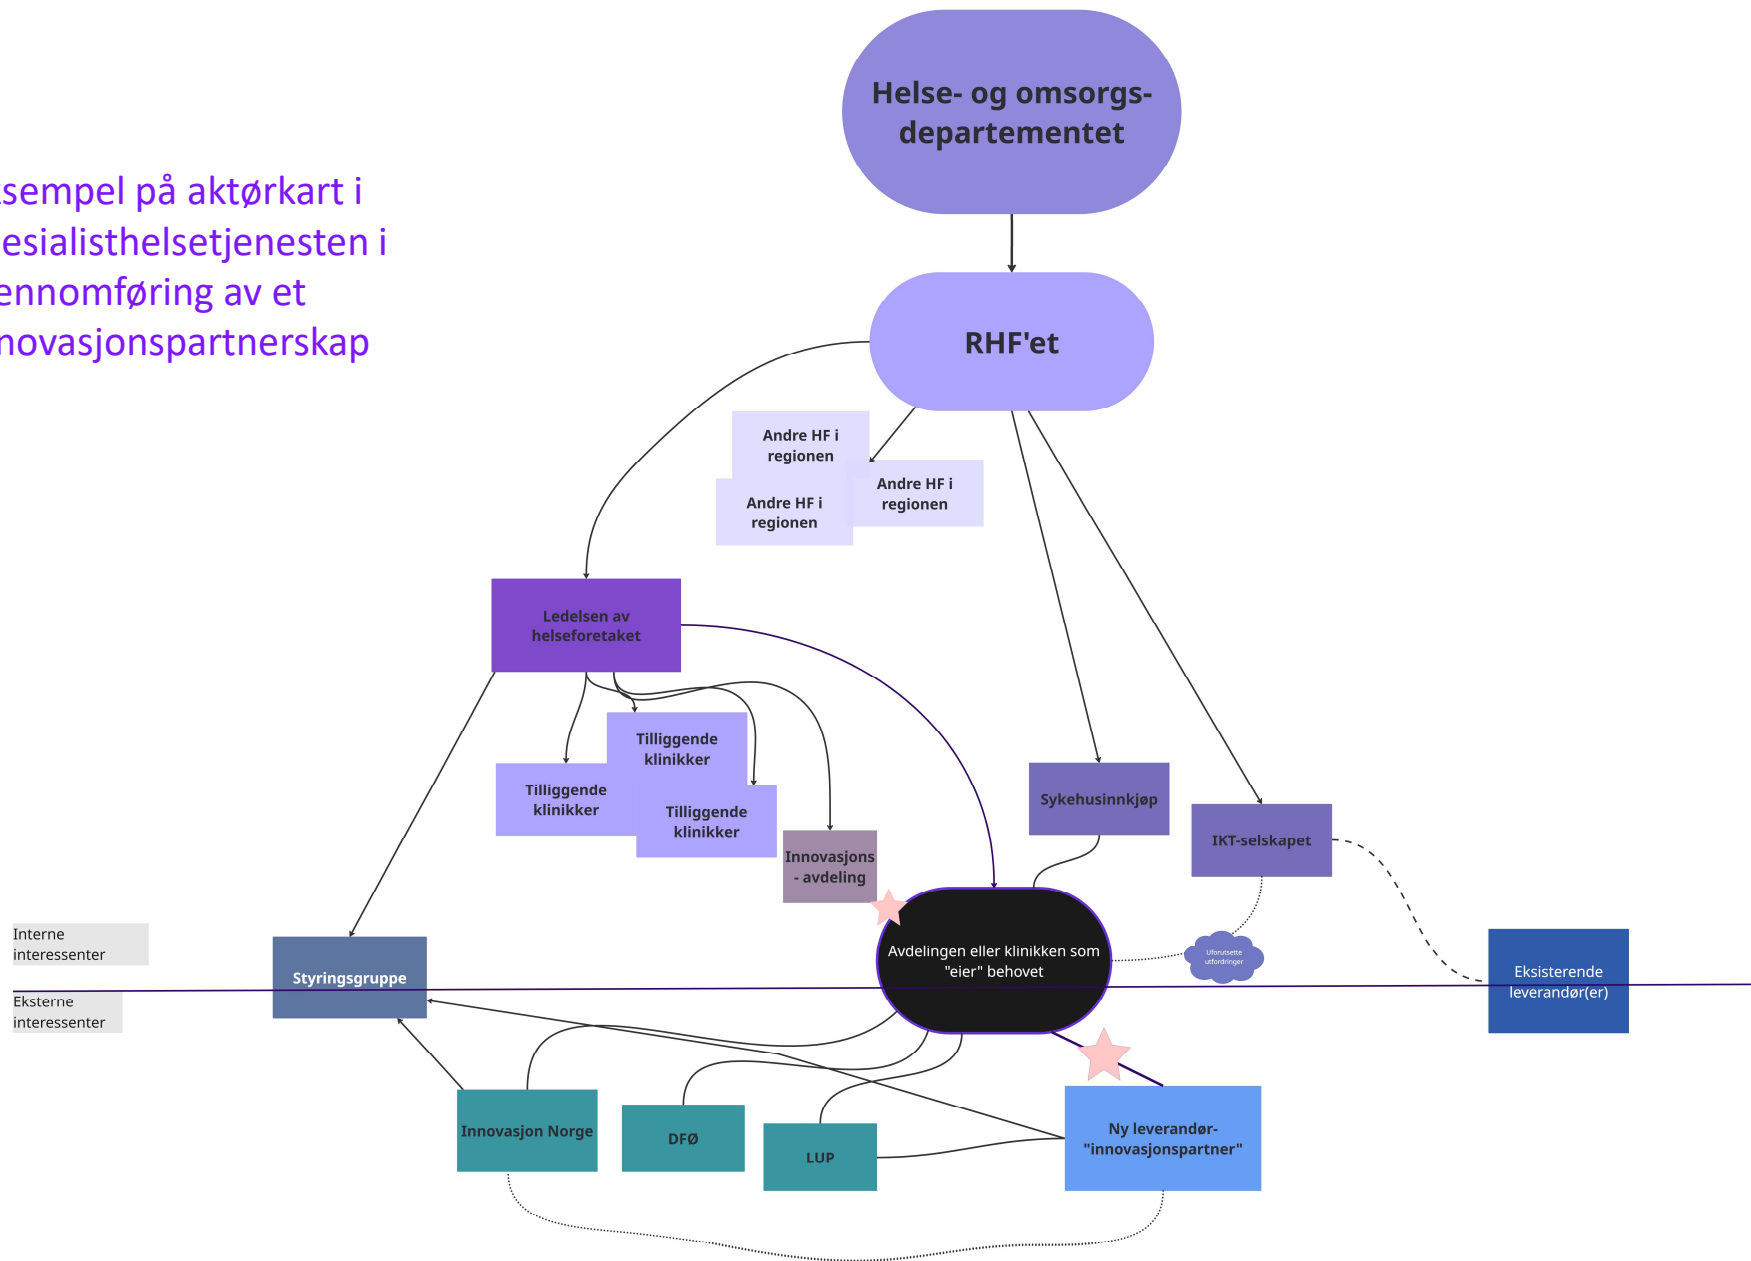 Helse- og omsorgs-
departementet
sempel på aktørkart i
esialisthelsetjenesten i
ennomføring av et
novasjonspartnerskap
RHF'et
Andre HF i
regionen
Andre HF i
regionen
Andre HF i
regionen
Ledelsen av
helseforetaket
Tilliggende
klinikker
Tilliggende
klinikker
Tilliggende
klinikker
Innovasjons
- avdeling
Sykehusinnkjøp
IKT-selskapet
Interne
interessenter
Eksterne
interessenter
Styringsgruppe
Avdelingen eller klinikken som
"eier" behovet
Uforutsette
utfordringer
Eksisterende
leverandør(er)
Innovasjon Norge
DFØ
LUP
Ny leverandør-
"innovasjonspartner"